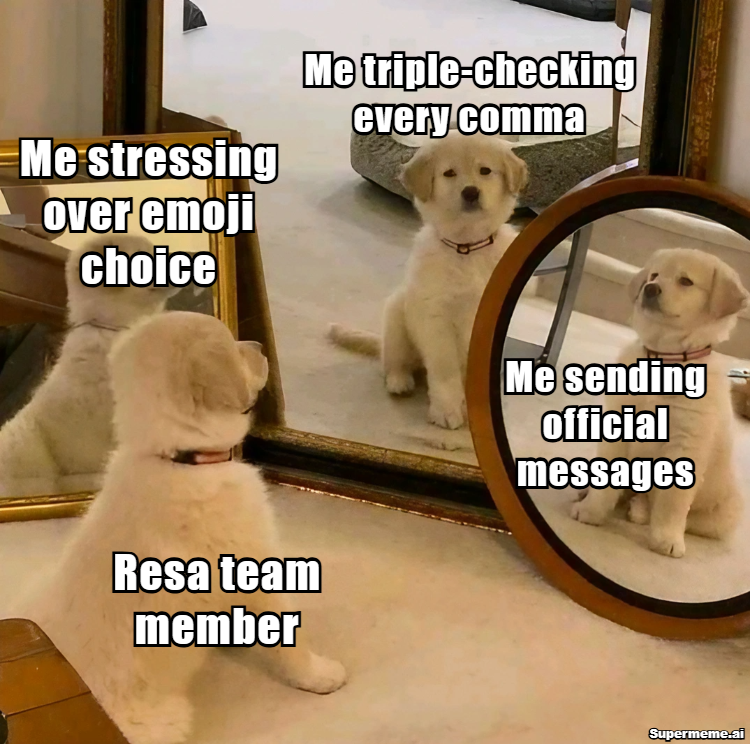 Me triple-checking
every comma
Me stressing
over emoji
choice
Me sending
official
messages
Resa team
member
Supermeme.ai